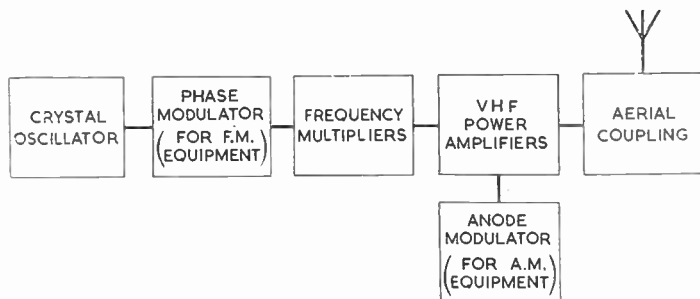 CRYSTAL
OSCILLATOR
PHASE
MODULATOR
(FOR F.M.
EQUIPMENT)
FREQUENCY
MULTIPLIERS
VHF
POWER
AMPLIFIERS
AERIAL
COUPLING
ANODE
MODULATOR
(FOR A.M.
EQUIPMENT)